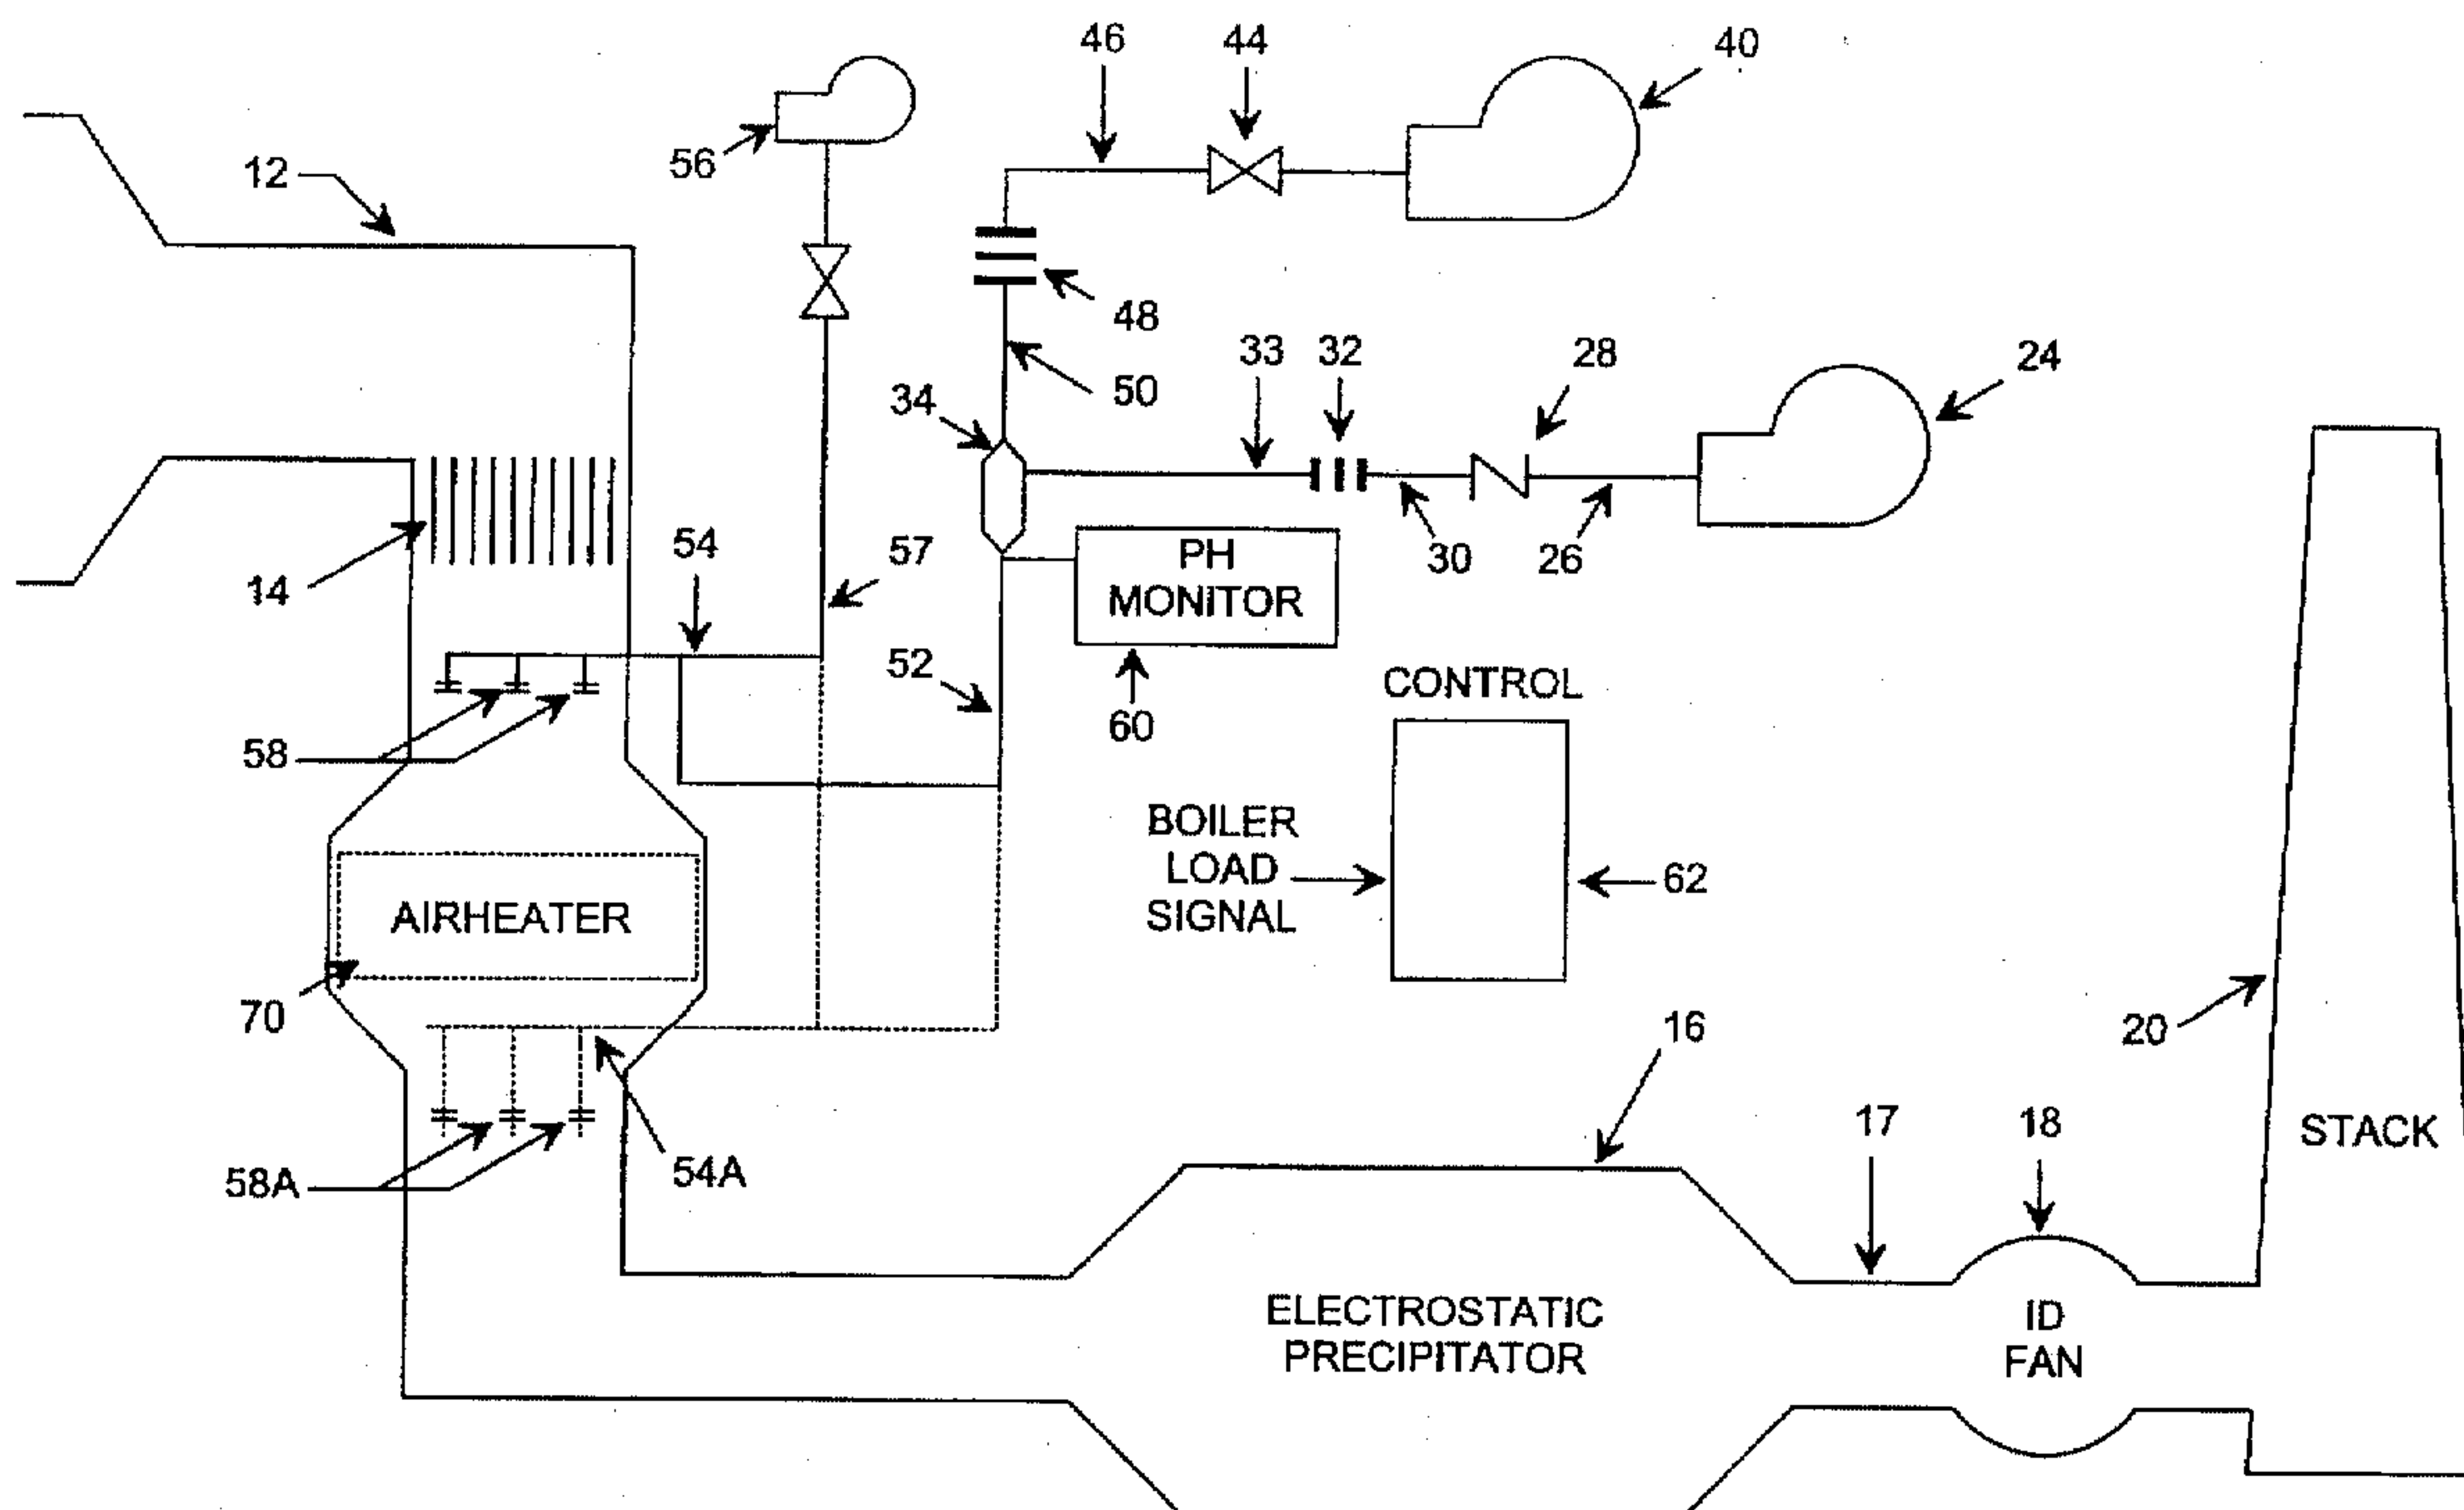 46
44
40
56
12
48
33
32
28
24
50
34
14
54
57
PH
MONITOR
30
26
52
60
CONTROL
58
BOILER
LOAD
SIGNAL
62
AIRHEATER
70
16
20
17
18
STACK
58A
54A
ELECTROSTATIC
PRECIPITATOR
ID
FAN